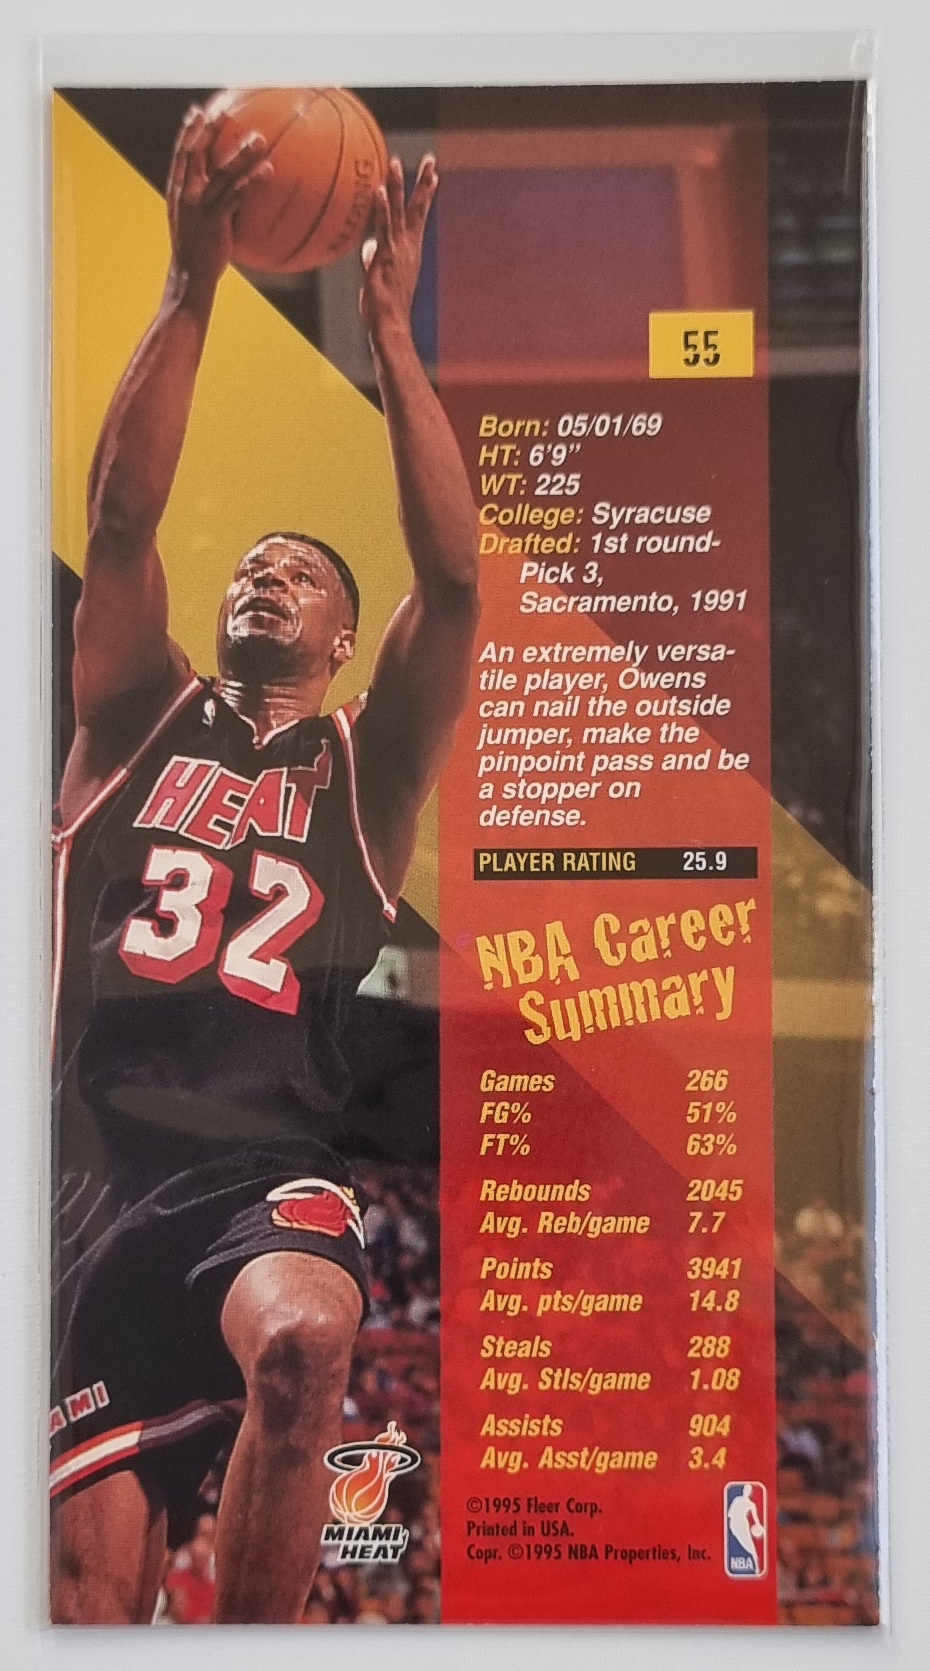 SPALDING
55
Born: 05/01/69
HT: 6'9”
WT: 225
College: Syracuse
Drafted: 1st round-
Pick 3,
Sacramento, 1991
An extremely versa-
tile player, Owens
can nail the outside
jumper, make the
pinpoint pass and be
a stopper on
defense.
PLAYER RATING 25.9
NBA Career
Summary
Games 266
FG% 51%
FT% 63%
Rebounds 2045
Avg. Reb/game 7.7
Points 3941
Avg. pts/game 14.8
Steals 288
Avg. Stls/game 1.08
Assists 904
Avg. Asst/game 3.4
©1995 Fleer Corp.
Printed in USA.
Copr. ©1995 NBA Properties, Inc.
NBA
HEAT
32
AMI
MIAMI
HEAT